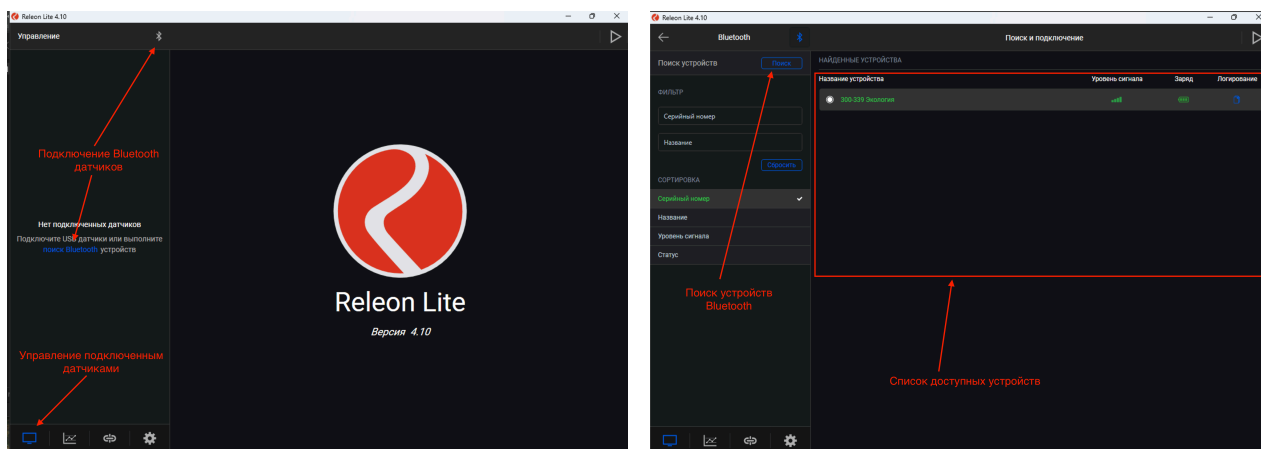 Releon Lite 4.10
Управление
Подключение Bluetooth
датчиков
Нет подключенных датчиков
Подключите USB датчики или выполните
поиск Bluetooth устройств
Управление подключенным
датчиками
Releon Lite
Версия 4.10
Releon Lite 4.10
Bluetooth
Поиск и подключение
Поиск устройств
Поиск
ФИЛЬТР
Серийный номер
Название
Сбросить
СОРТИРОВКА
Серийный номер
Название
Уровень сигнала
Статус
Поиск устройств
Bluetooth
НАЙДЕННЫЕ УСТРОЙСТВА
Название устройства Уровень сигнала Заряд Логирование
300-339 Экология
Список доступных устройств